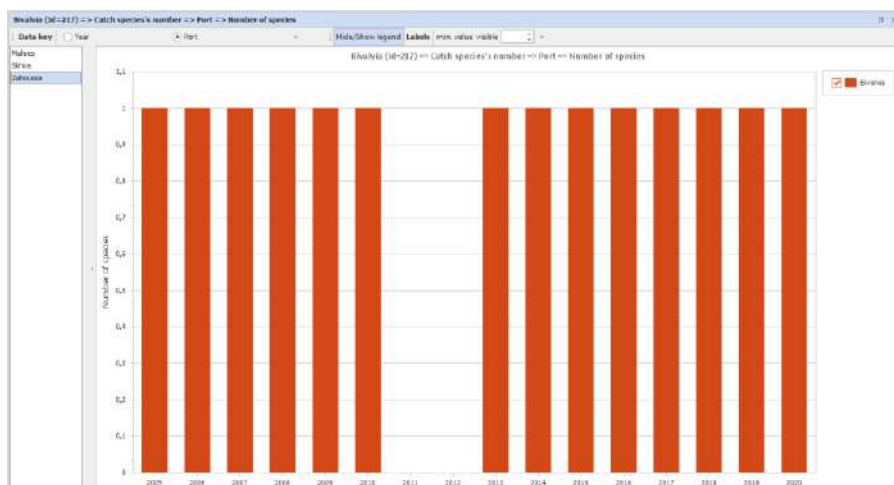 Bivalvia (Id=217) => Catch species's number => Port => Number of species
Data key Year Port Hide/Show legend Labels min. value visible
Bivalvia (id=217) => Catch species's number => Port => Number of species
Bivalvia
Number of species
1,1
1
0,9
0,8
0,7
0,6
0,5
0,4
0,3
0,2
0,1
0
2005 2006 2007 2008 2009 2010 2011 2012 2013 2014 2015 2016 2017 2018 2019 2020